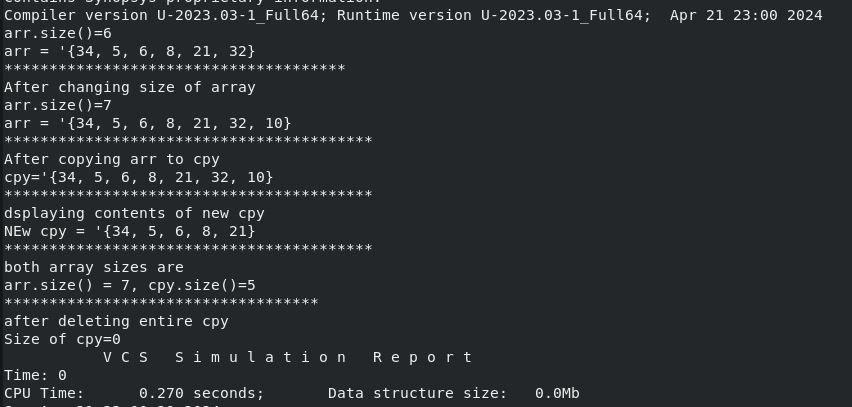 Contains Synopsys proprietary information.
Compiler version U-2023.03-1_Full64; Runtime version U-2023.03-1_Full64;  Apr 21 23:00 2024
arr.size()=6
arr = '{34, 5, 6, 8, 21, 32}
**************************************
After changing size of array
arr.size()=7
arr = '{34, 5, 6, 8, 21, 32, 10}
*****************************************
After copying arr to cpy
cpy='{34, 5, 6, 8, 21, 32, 10}
*****************************************
dsplaying contents of new cpy
NEw cpy = '{34, 5, 6, 8, 21}
*****************************************
both array sizes are
arr.size() = 7, cpy.size()=5
***********************************
after deleting entire cpy
Size of cpy=0
           V C S   S i m u l a t i o n   R e p o r t
Time: 0
CPU Time:      0.270 seconds;       Data structure size:   0.0Mb